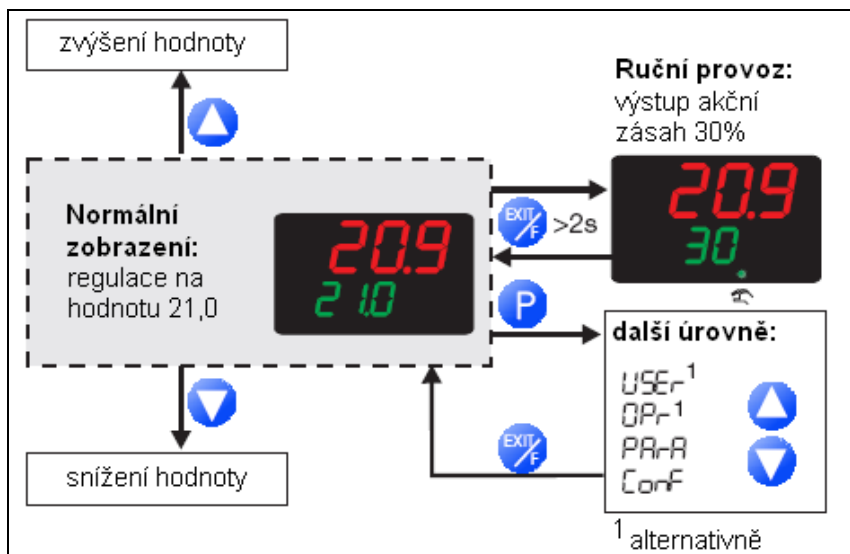 zvýšení hodnoty
Ruční provoz:
výstup akční
zásah 30%
Normální
zobrazení:
regulace na
hodnotu 21,0
20.9
21.0
EXIT/F >2s
20.9
30
P
další úrovně:
USEr¹
OPr¹
PArA
ConF
EXIT/F
snížení hodnoty
¹ alternativně